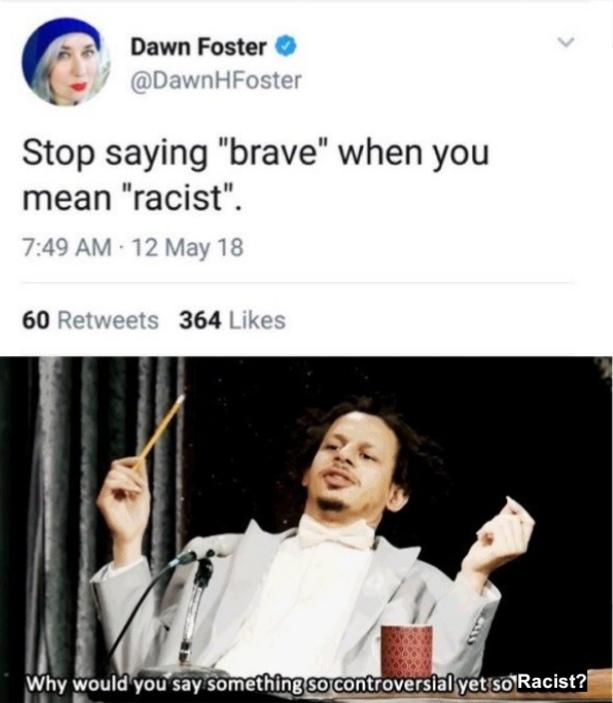 Dawn Foster
@DawnHFoster
Stop saying "brave" when you
mean "racist".
7:49 AM · 12 May 18
60 Retweets 364 Likes
Why would you say something so controversial yet so Racist?